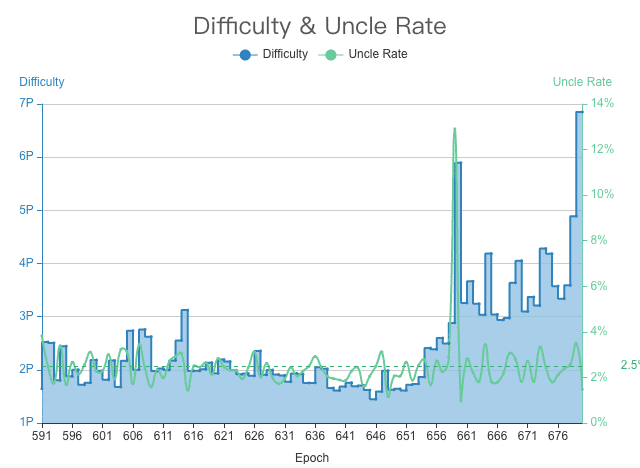 Difficulty & Uncle Rate
Difficulty Uncle Rate
Difficulty Uncle Rate
7P 14%
12%
6P
10%
5P
8%
4P
6%
3P
4%
2P 2.5%
2%
1P 0%
591 596 601 606 611 616 621 626 631 636 641 646 651 656 661 666 671 676
Epoch